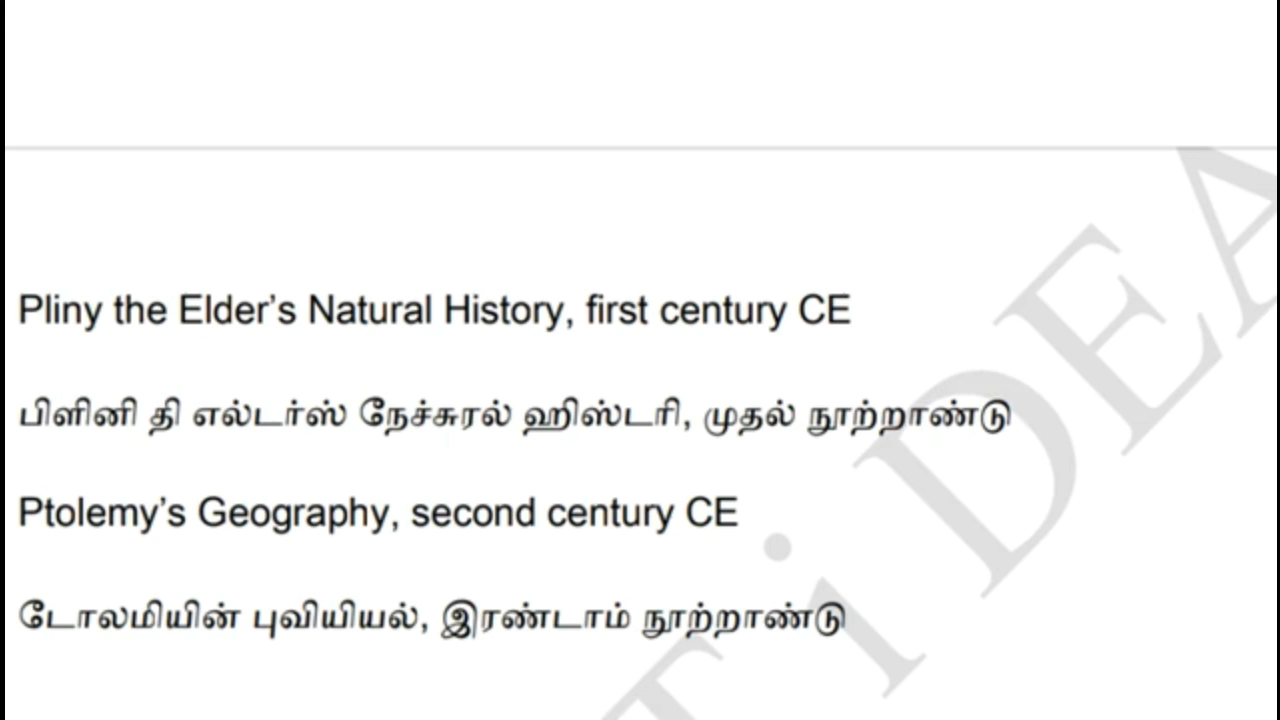 Pliny the Elder’s Natural History, first century CE
பிளினி தி எல்டர்ஸ் நேச்சுரல் ஹிஸ்டரி, முதல் நூற்றாண்டு
Ptolemy’s Geography, second century CE
டோலமியின் புவியியல், இரண்டாம் நூற்றாண்டு
T i DEA